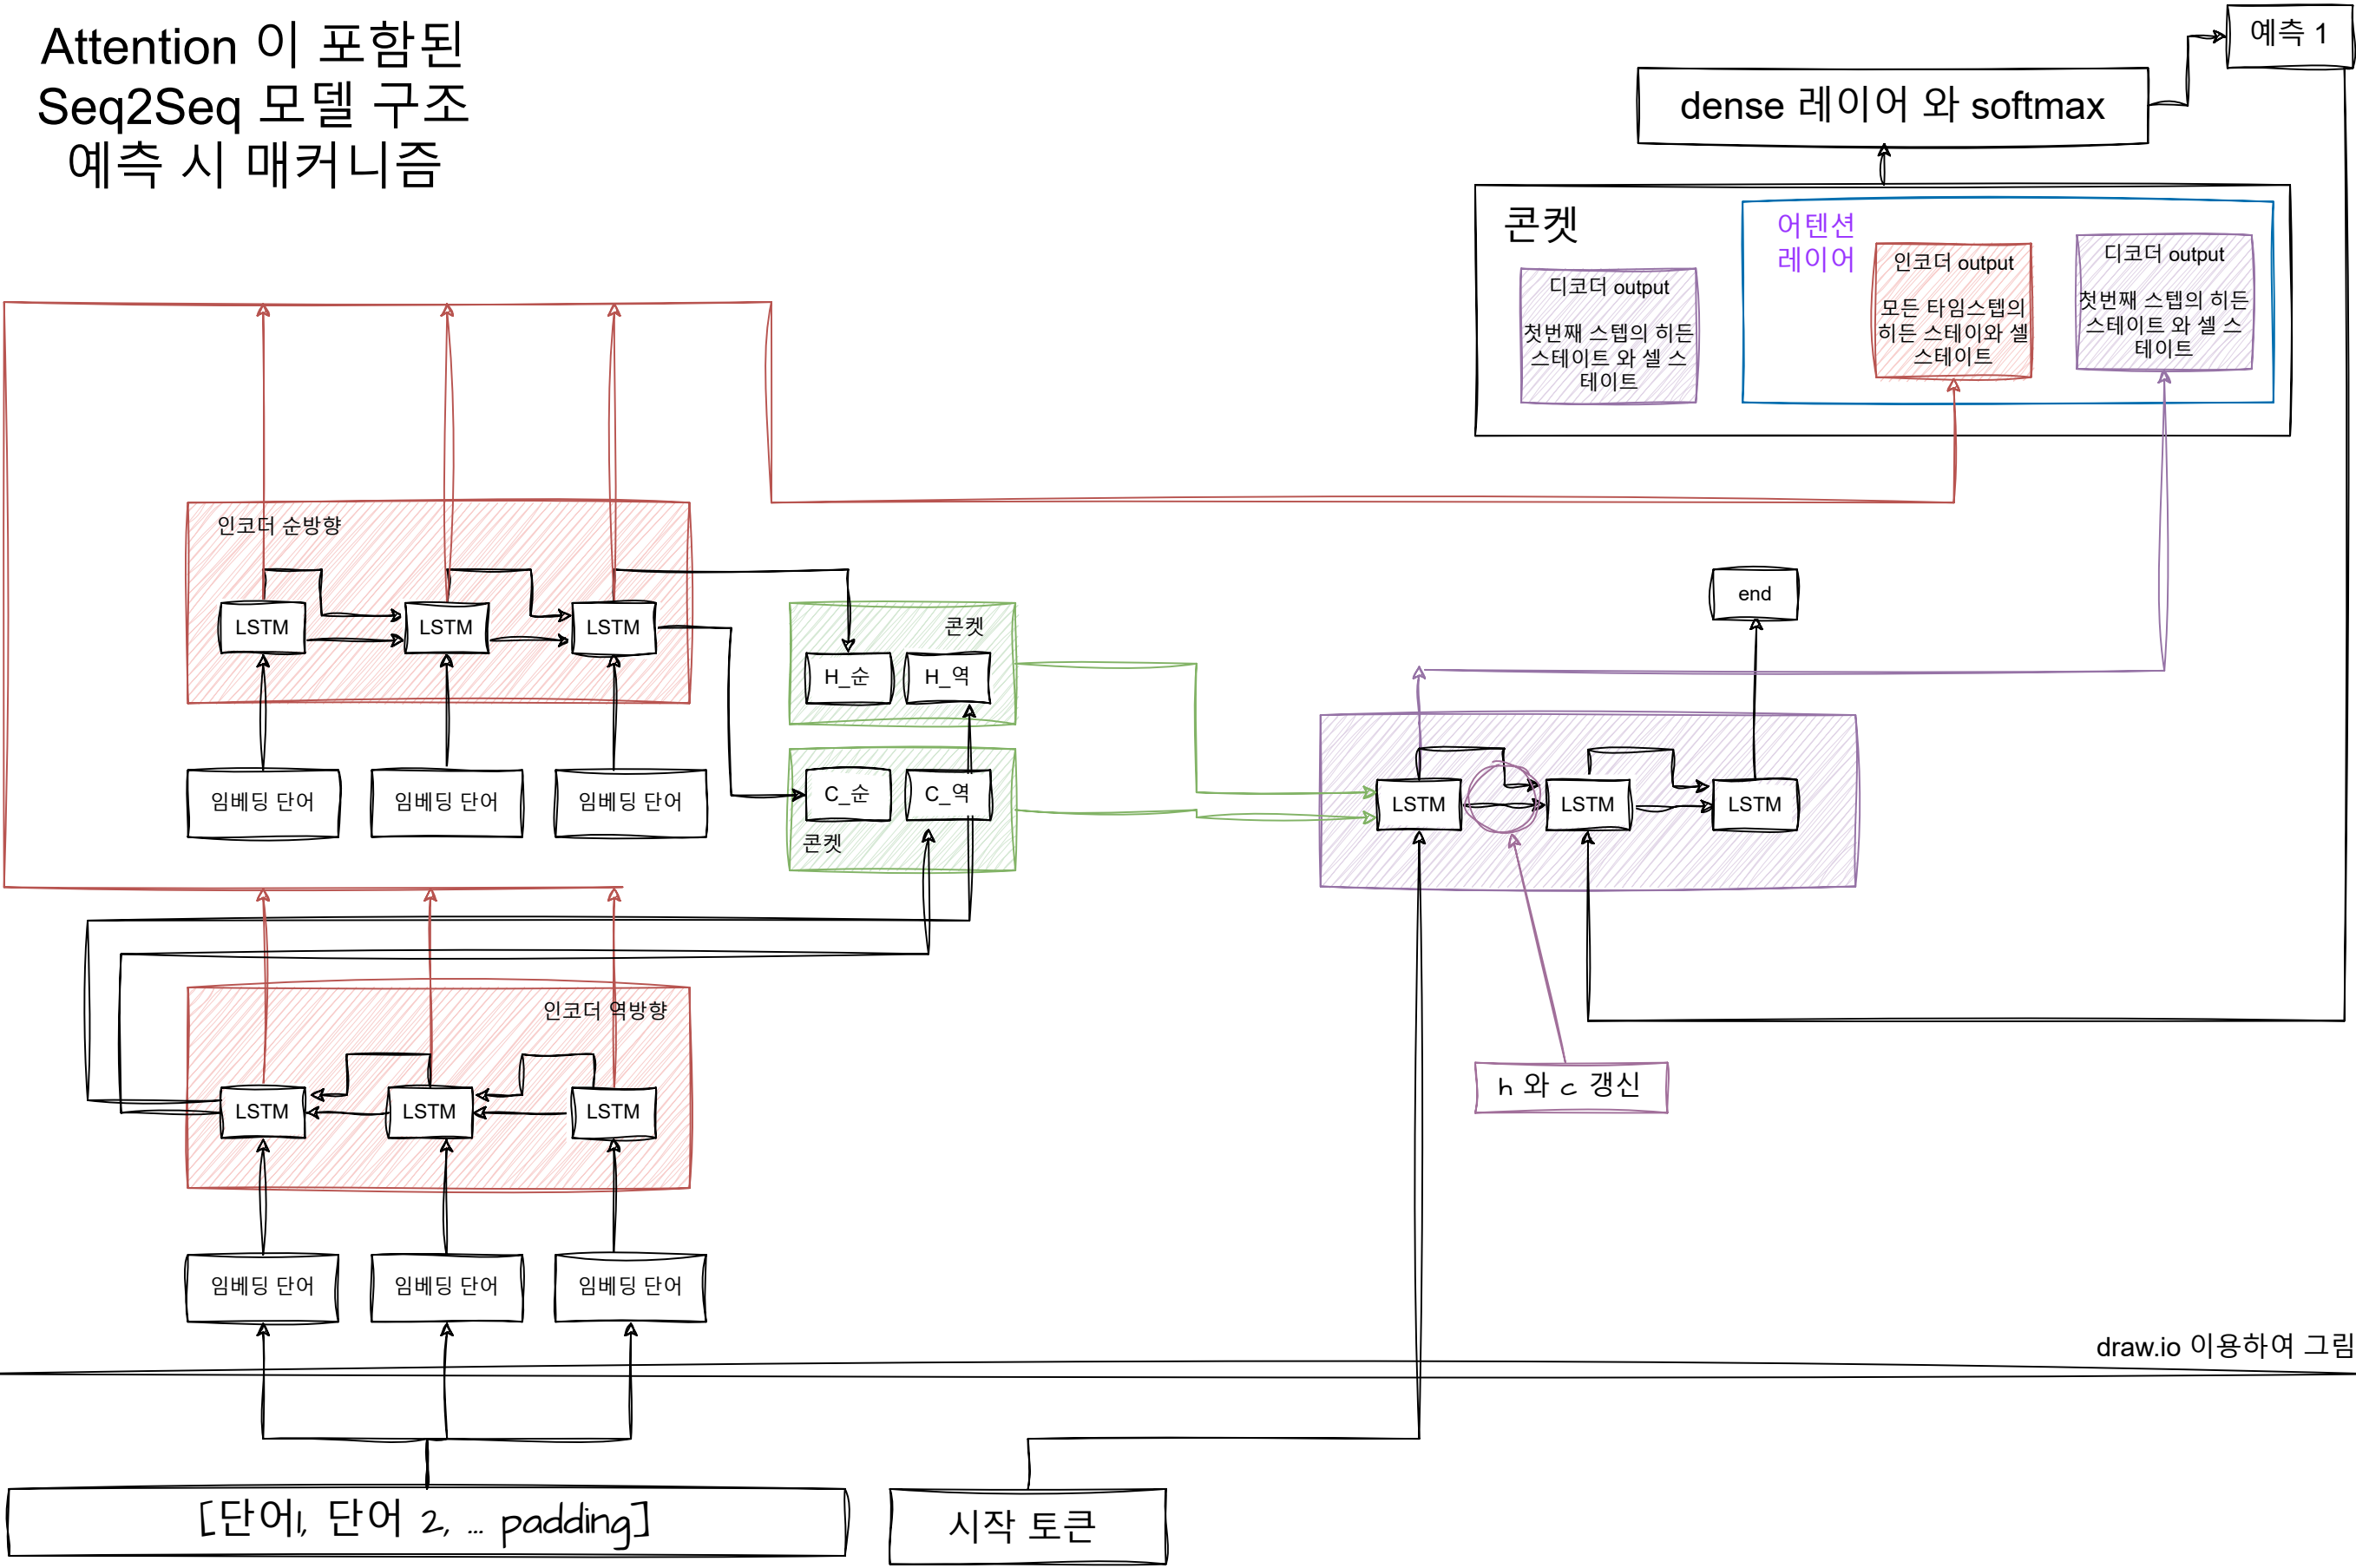 Attention 이 포함된
Seq2Seq 모델 구조
예측 시 매커니즘
예측 1
dense 레이어 와 softmax
콘켓
디코더 output
첫번째 스텝의 히든
스테이트 와 셀 스
테이트
어텐션
레이어
인코더 output
모든 타임스텝의
히든 스테이와 셀
스테이트
디코더 output
첫번째 스텝의 히든
스테이트 와 셀 스
테이트
인코더 순방향
LSTM
LSTM
LSTM
임베딩 단어
임베딩 단어
임베딩 단어
콘켓
H_순
H_역
C_순
C_역
콘켓
end
LSTM
LSTM
LSTM
h 와 c 갱신
인코더 역방향
LSTM
LSTM
LSTM
임베딩 단어
임베딩 단어
임베딩 단어
draw.io 이용하여 그림
[단어1, 단어 2, ... padding]
시작 토큰